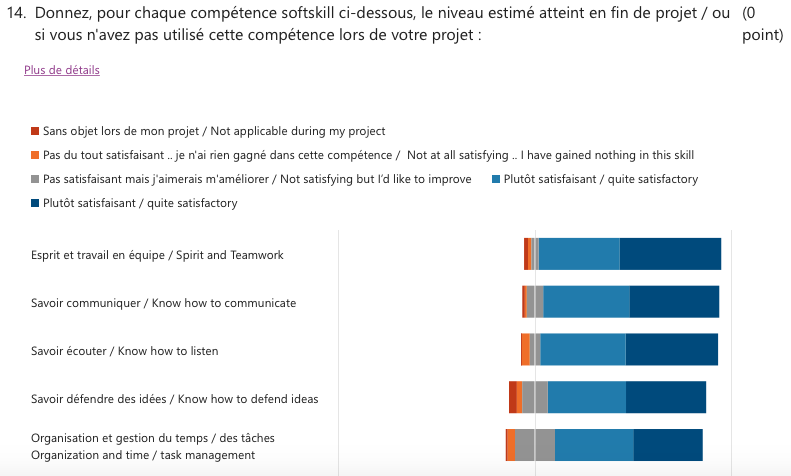 14. Donnez, pour chaque compétence softskill ci-dessous, le niveau estimé atteint en fin de projet / ou (0
si vous n'avez pas utilisé cette compétence lors de votre projet : point)
Plus de détails
Sans objet lors de mon projet / Not applicable during my project
Pas du tout satisfaisant .. je n'ai rien gagné dans cette compétence / Not at all satisfying .. I have gained nothing in this skill
Pas satisfaisant mais j'aimerais m'améliorer / Not satisfying but I'd like to improve Plutôt satisfaisant / quite satisfactory
Plutôt satisfaisant / quite satisfactory
Esprit et travail en équipe / Spirit and Teamwork
Savoir communiquer / Know how to communicate
Savoir écouter / Know how to listen
Savoir défendre des idées / Know how to defend ideas
Organisation et gestion du temps / des tâches
Organization and time / task management